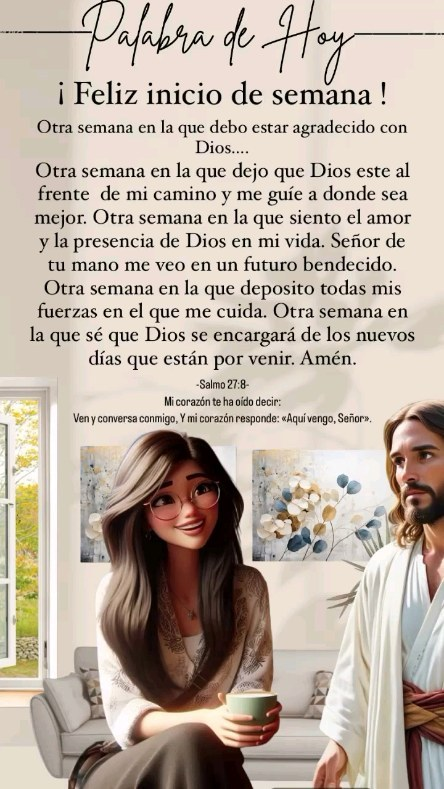 Palabra de Hoy
¡ Feliz inicio de semana !
Otra semana en la que debo estar agradecido con
Dios....
Otra semana en la que dejo que Dios este al
frente de mi camino y me guíe a donde sea
mejor. Otra semana en la que siento el amor
y la presencia de Dios en mi vida. Señor de
tu mano me veo en un futuro bendecido.
Otra semana en la que deposito todas mis
fuerzas en el que me cuida. Otra semana en
la que sé que Dios se encargará de los nuevos
días que están por venir. Amén.
-Salmo 27:8-
Mi corazón te ha oído decir:
Ven y conversa conmigo, Y mi corazón responde: «Aquí vengo, Señor».